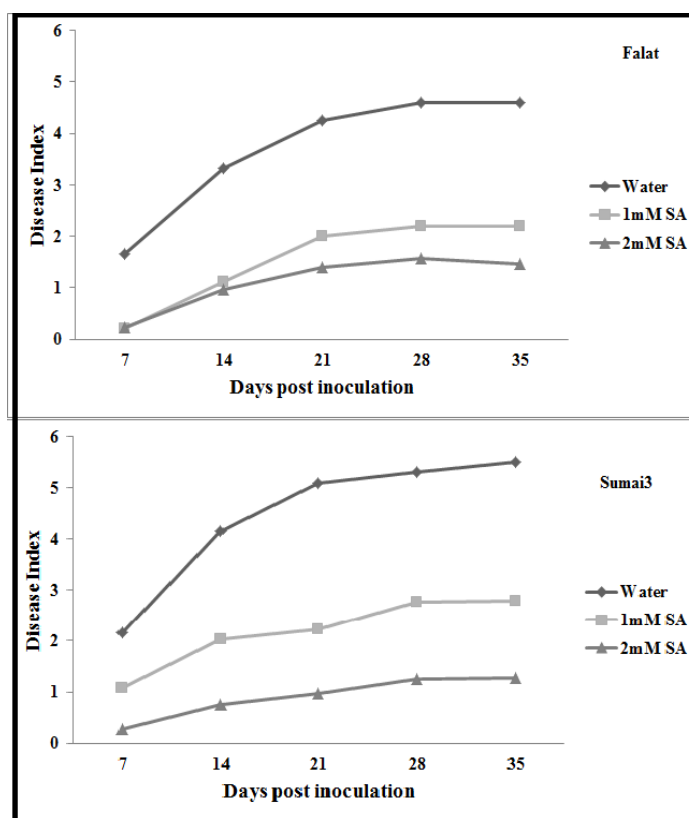 6
5
4
3
2
1
0
Disease Index
7 14 21 28 35
Days post inoculation
Falat
Water
1mM SA
2mM SA
6
5
4
3
2
1
0
Disease Index
7 14 21 28 35
Days post inoculation
Sumai3
Water
1mM SA
2mM SA